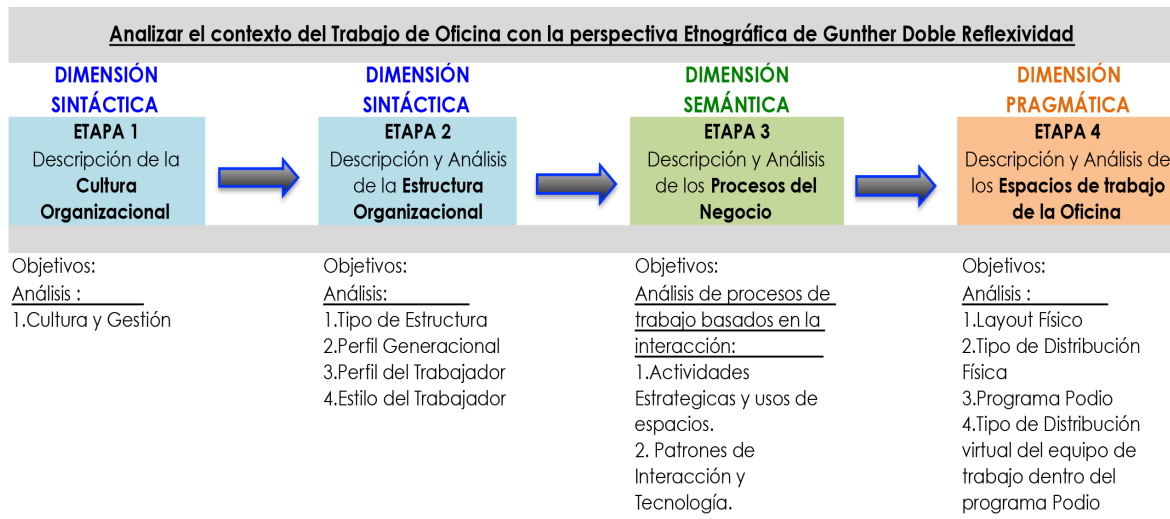 Analizar el contexto del Trabajo de Oficina con la perspectiva Etnográfica de Gunther Doble Reflexividad
DIMENSIÓN
SINTÁCTICA
ETAPA 1
Descripción de la
Cultura
Organizacional
Objetivos:
Análisis :
1.Cultura y Gestión
DIMENSIÓN
SINTÁCTICA
ETAPA 2
Descripción y Análisis
de la Estructura
Organizacional
Objetivos:
Análisis:
1.Tipo de Estructura
2.Perfil Generacional
3.Perfil del Trabajador
4.Estilo del Trabajador
DIMENSIÓN
SEMÁNTICA
ETAPA 3
Descripción y Análisis
de los Procesos del
Negocio
Objetivos:
Análisis de procesos de
trabajo basados en la
interacción:
1.Actividades
Estrategicas y usos de
espacios.
2. Patrones de
Interacción y
Tecnología.
DIMENSIÓN
PRAGMÁTICA
ETAPA 4
Descripción y Análisis de
los Espacios de trabajo
de la Oficina
Objetivos:
Análisis :
1.Layout Físico
2.Tipo de Distribución
Física
3.Programa Podio
4.Tipo de Distribución
virtual del equipo de
trabajo dentro del
programa Podio